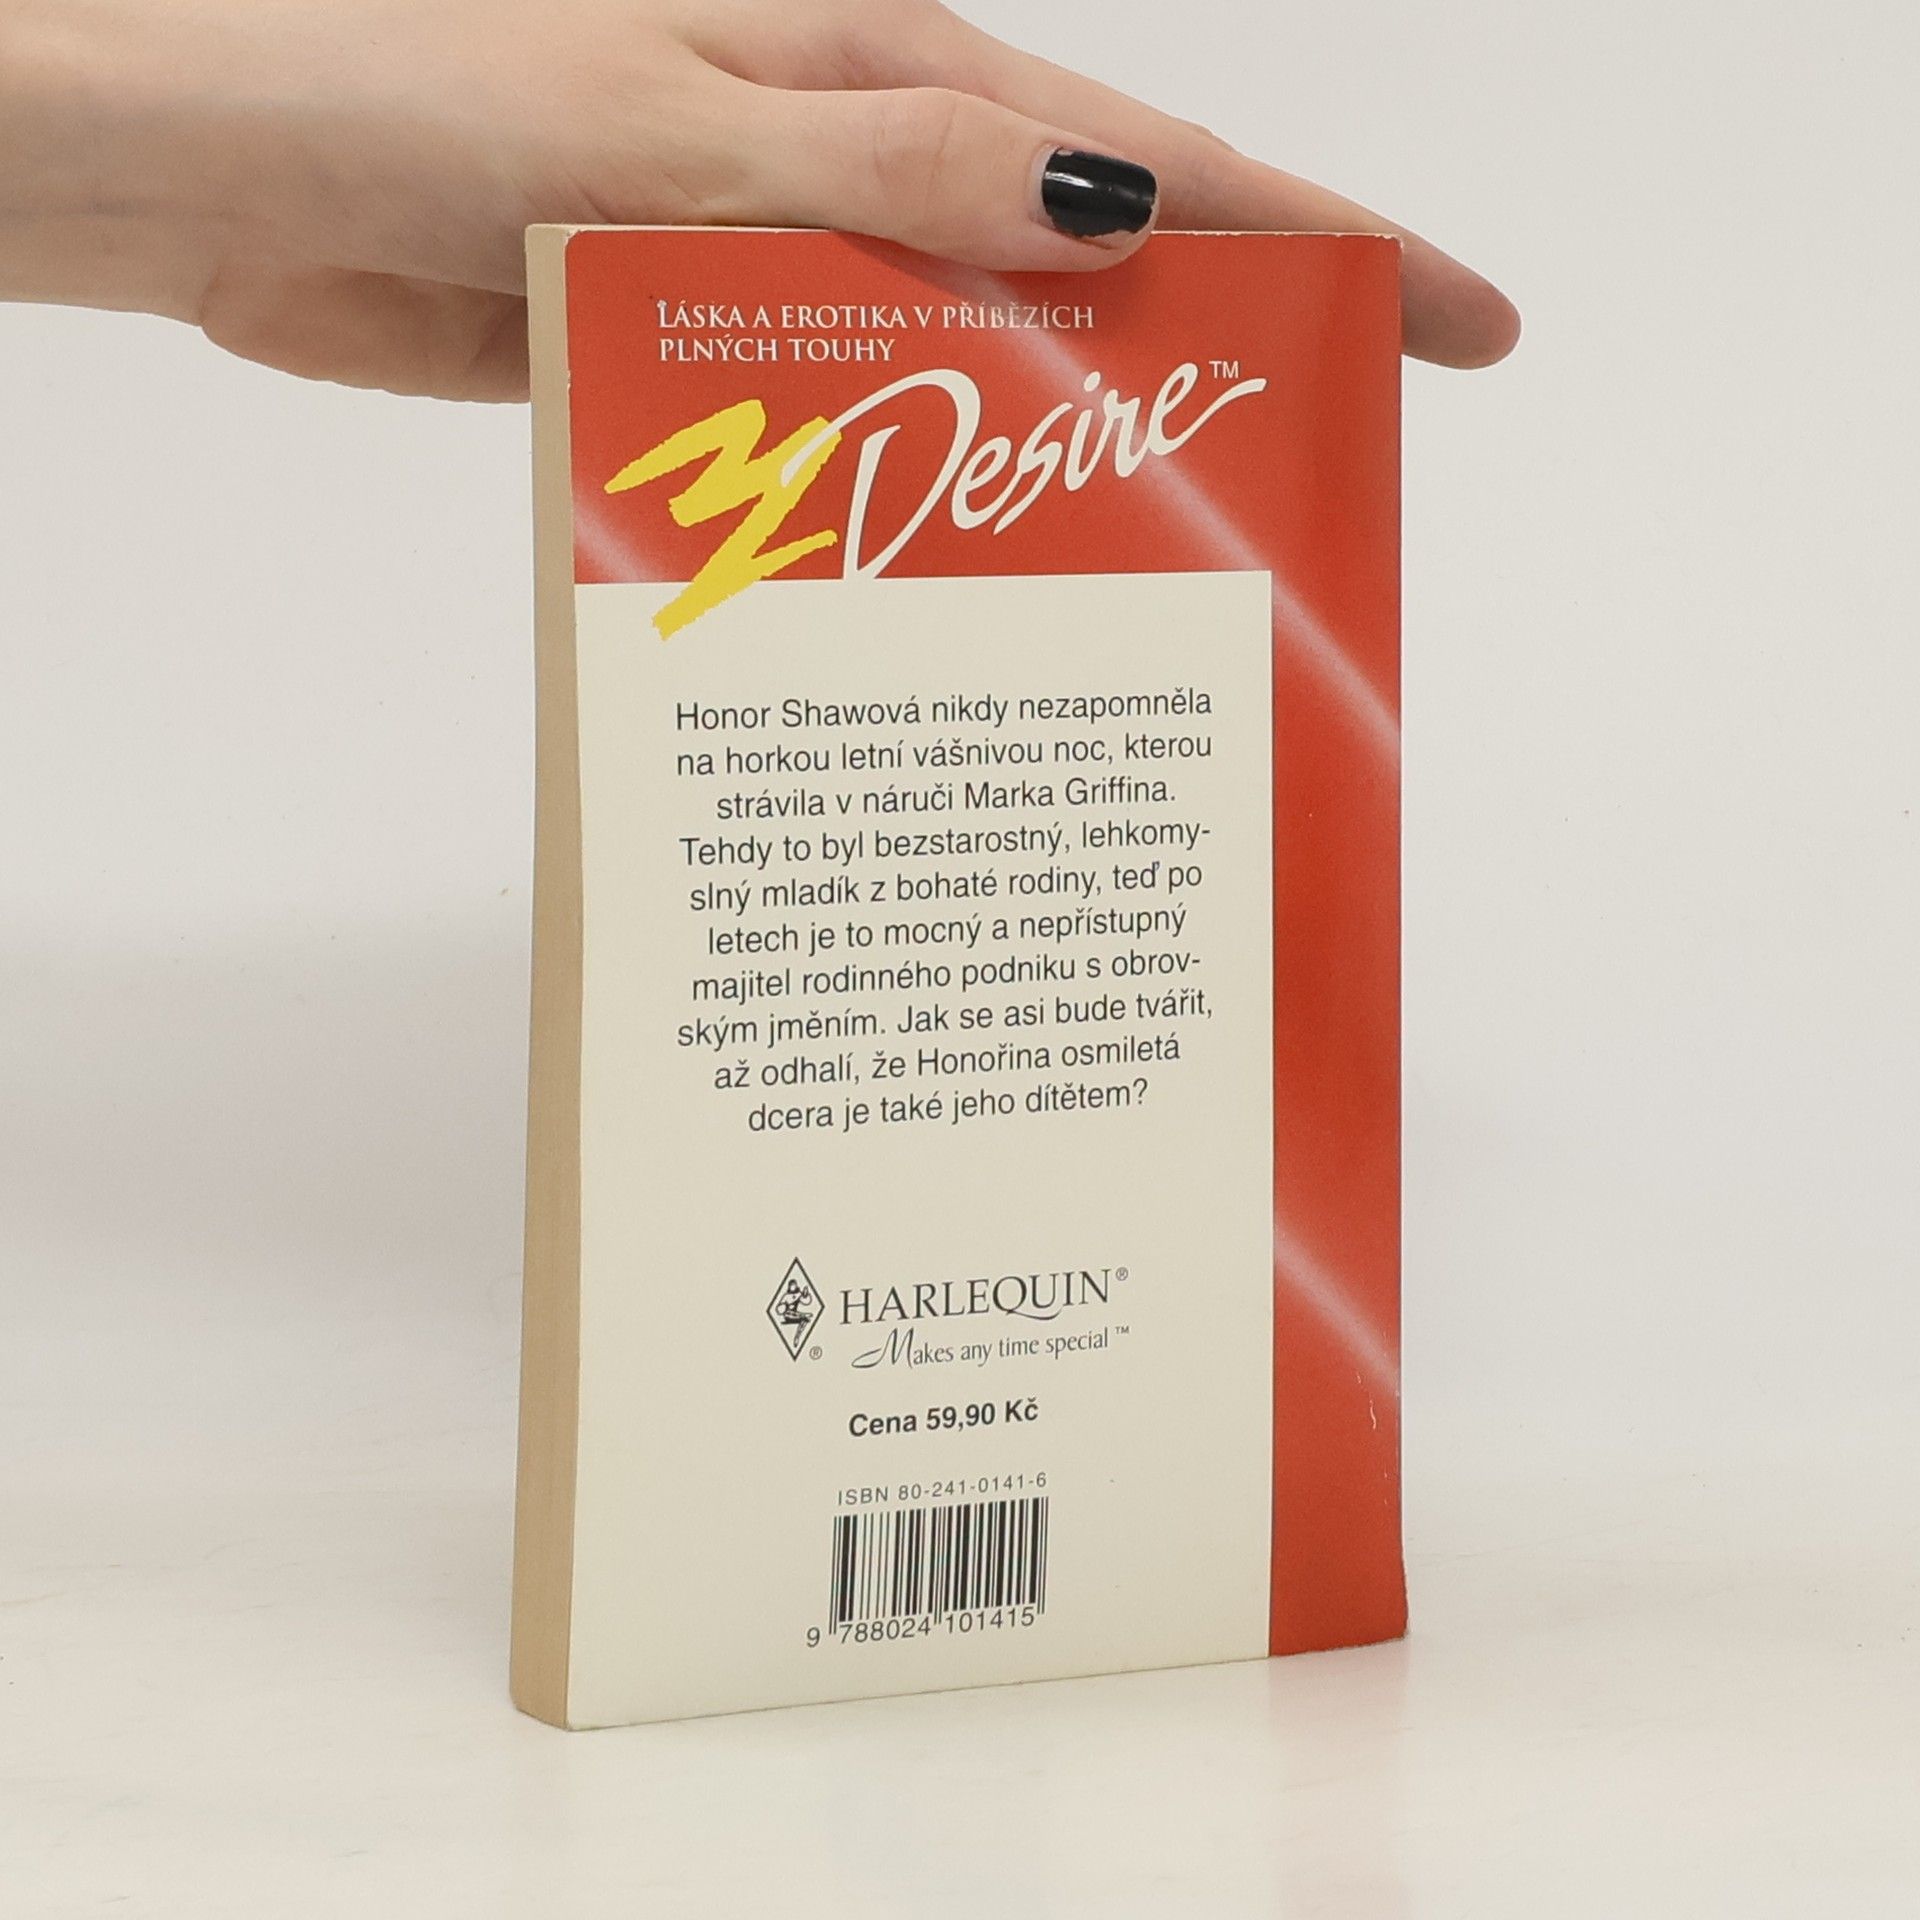 LÁSKA A EROTIKA V PŘÍBĚZÍCH
PLNÝCH TOUHY
Desire™
Honor Shawová nikdy nezapomněla
na horkou letní vášnivou noc, kterou
strávila v náruči Marka Griffina.
Tehdy to byl bezstarostný, lehkomy-
slný mladík z bohaté rodiny, teď po
letech je to mocný a nepřístupný
majitel rodinného podniku s obrov-
ským jměním. Jak se asi bude tvářit,
až odhalí, že Honořina osmiletá
dcera je také jeho dítětem?
HARLEQUIN®
®
Makes any time special™
Cena 59,90 Kč
ISBN 80-241-0141-6
9 788024 101415